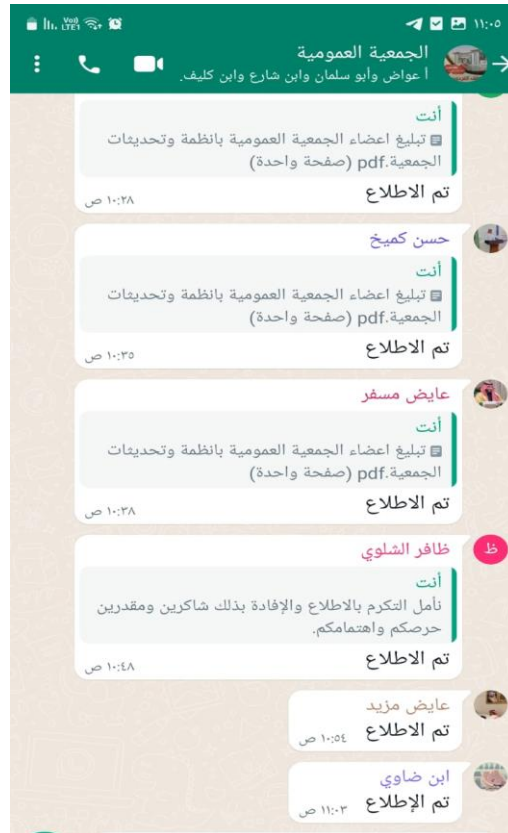 ١١:٠٥
Vo))
LTE1
الجمعية العمومية
أ عواض وأبو سلمان وابن شارع وابن كليف.
أنت
تبليغ اعضاء الجمعية العمومية بانظمة وتحديثات
الجمعية.pdf (صفحة واحدة)
تم الاطلاع
١٠:٢٨ ص
حسن كميخ
أنت
تبليغ اعضاء الجمعية العمومية بانظمة وتحديثات
الجمعية.pdf (صفحة واحدة)
تم الاطلاع
١٠:٣٥ ص
عايض مسفر
أنت
تبليغ اعضاء الجمعية العمومية بانظمة وتحديثات
الجمعية.pdf (صفحة واحدة)
تم الاطلاع
١٠:٣٨ ص
ظ
ظافر الشلوي
أنت
نأمل التكرم بالاطلاع والإفادة بذلك شاكرين ومقدرين
حرصكم واهتمامكم.
تم الاطلاع
١٠:٤٨ ص
عايض مزيد
تم الاطلاع ١٠:٥٤ ص
ابن ضاوي
تم الإطلاع ١١:٠٣ ص